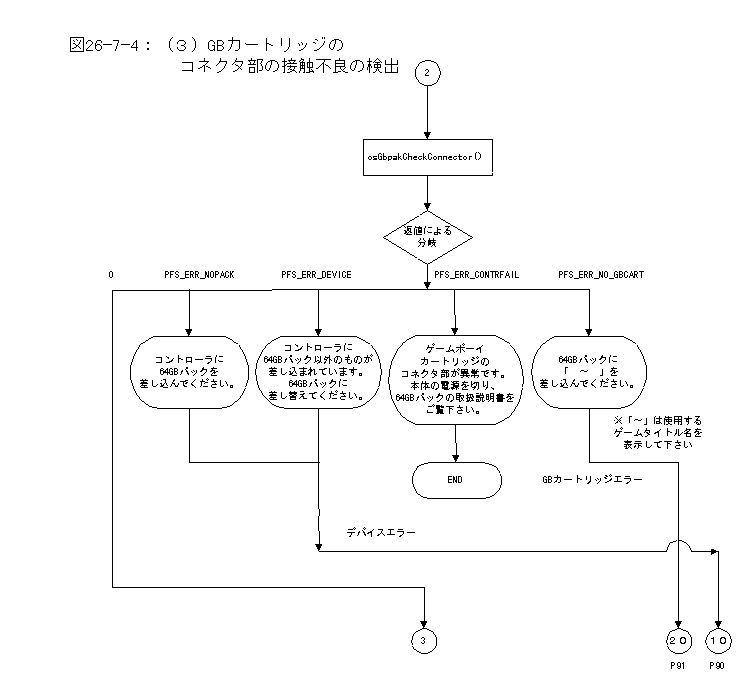 図26-7-4：（３）GBカートリッジの
コネクタ部の接触不良の検出
2
osGbpakCheckConnector()
返値による
分岐
0
PFS_ERR_NOPACK
PFS_ERR_DEVICE
PFS_ERR_CONTRFAIL
PFS_ERR_NO_GBCART
コントローラに
64GBパックを
差し込んでください。
コントローラに
64GBパック以外のものが
差し込まれています。
64GBパックに
差し替えてください。
ゲームボーイ
カートリッジの
コネクタ部が異常です。
本体の電源を切り、
64GBパックの取扱説明書を
ご覧下さい。
64GBパックに
「　～　」を
差し込んでください。
※「～」は使用する
ゲームタイトル名を
表示して下さい
END
GBカートリッジエラー
デバイスエラー
3
２０
１０
P91
P90